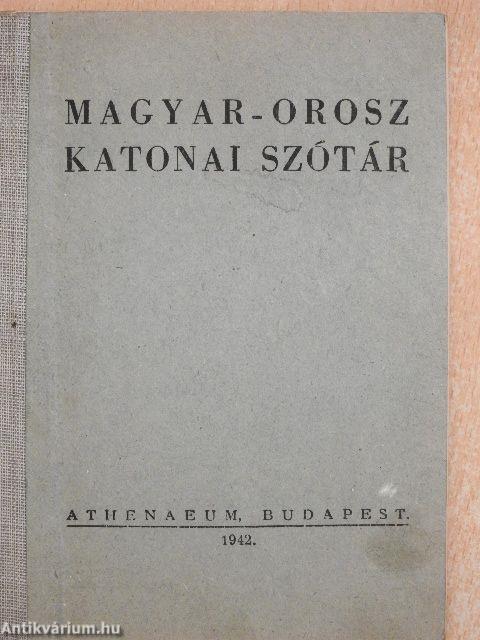 MAGYAR-OROSZ
KATONAI SZÓTÁR
ATHENAEUM, BUDAPEST.
1942.
Antikvárium.hu